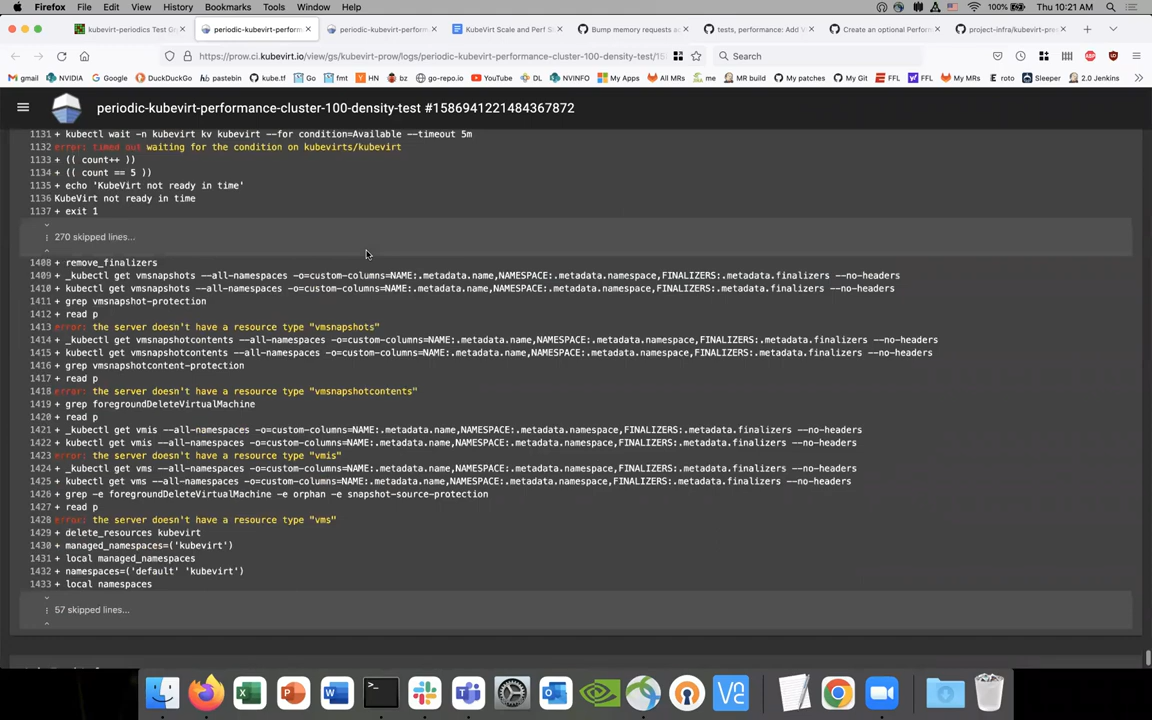 Firefox File Edit View History Bookmarks Tools Window Help
100% Thu 10:21 AM
kubevirt-periodics Test Gr
periodic-kubevirt-perform
periodic-kubevirt-perform
KubeVirt Scale and Perf S
Bump memory requests a
tests, performance: Add V
Create an optional Perform
project-infra/kubevirt-pre
https://prow.ci.kubevirt.io/view/gs/kubevirt-prow/logs/periodic-kubevirt-performance-cluster-100-density-test/15
Search
gmail NVIDIA Google DuckDuckGo pastebin kube.tf Go fmt HN go-repo.io YouTube DL NVINFO My Apps All MRs me MR build My patches My Git FFL FFL My MRs roto Sleeper 2.0 Jenkins
periodic-kubevirt-performance-cluster-100-density-test #1586941221484367872
1131 + kubectl wait -n kubevirt kv kubevirt --for condition=Available --timeout 5m
1132 error: timed out waiting for the condition on kubevirts/kubevirt
1133 + (( count++ ))
1134 + (( count == 5 ))
1135 + echo 'KubeVirt not ready in time'
1136 KubeVirt not ready in time
1137 + exit 1
270 skipped lines...
1408 + remove_finalizers
1409 + _kubectl get vmsnapshots --all-namespaces -o=custom-columns=NAME:.metadata.name,NAMESPACE:.metadata.namespace,FINALIZERS:.metadata.finalizers --no-headers
1410 + kubectl get vmsnapshots --all-namespaces -o=custom-columns=NAME:.metadata.name,NAMESPACE:.metadata.namespace,FINALIZERS:.metadata.finalizers --no-headers
1411 + grep vmsnapshot-protection
1412 + read p
1413 error: the server doesn't have a resource type "vmsnapshots"
1414 + _kubectl get vmsnapshotcontents --all-namespaces -o=custom-columns=NAME:.metadata.name,NAMESPACE:.metadata.namespace,FINALIZERS:.metadata.finalizers --no-headers
1415 + kubectl get vmsnapshotcontents --all-namespaces -o=custom-columns=NAME:.metadata.name,NAMESPACE:.metadata.namespace,FINALIZERS:.metadata.finalizers --no-headers
1416 + grep vmsnapshotcontent-protection
1417 + read p
1418 error: the server doesn't have a resource type "vmsnapshotcontents"
1419 + grep foregroundDeleteVirtualMachine
1420 + read p
1421 + _kubectl get vmis --all-namespaces -o=custom-columns=NAME:.metadata.name,NAMESPACE:.metadata.namespace,FINALIZERS:.metadata.finalizers --no-headers
1422 + kubectl get vmis --all-namespaces -o=custom-columns=NAME:.metadata.name,NAMESPACE:.metadata.namespace,FINALIZERS:.metadata.finalizers --no-headers
1423 error: the server doesn't have a resource type "vmis"
1424 + _kubectl get vms --all-namespaces -o=custom-columns=NAME:.metadata.name,NAMESPACE:.metadata.namespace,FINALIZERS:.metadata.finalizers --no-headers
1425 + kubectl get vms --all-namespaces -o=custom-columns=NAME:.metadata.name,NAMESPACE:.metadata.namespace,FINALIZERS:.metadata.finalizers --no-headers
1426 + grep -e foregroundDeleteVirtualMachine -e orphan -e snapshot-source-protection
1427 + read p
1428 error: the server doesn't have a resource type "vms"
1429 + delete_resources kubevirt
1430 + managed_namespaces=('kubevirt')
1431 + local managed_namespaces
1432 + namespaces=('default' 'kubevirt')
1433 + local namespaces
57 skipped lines...